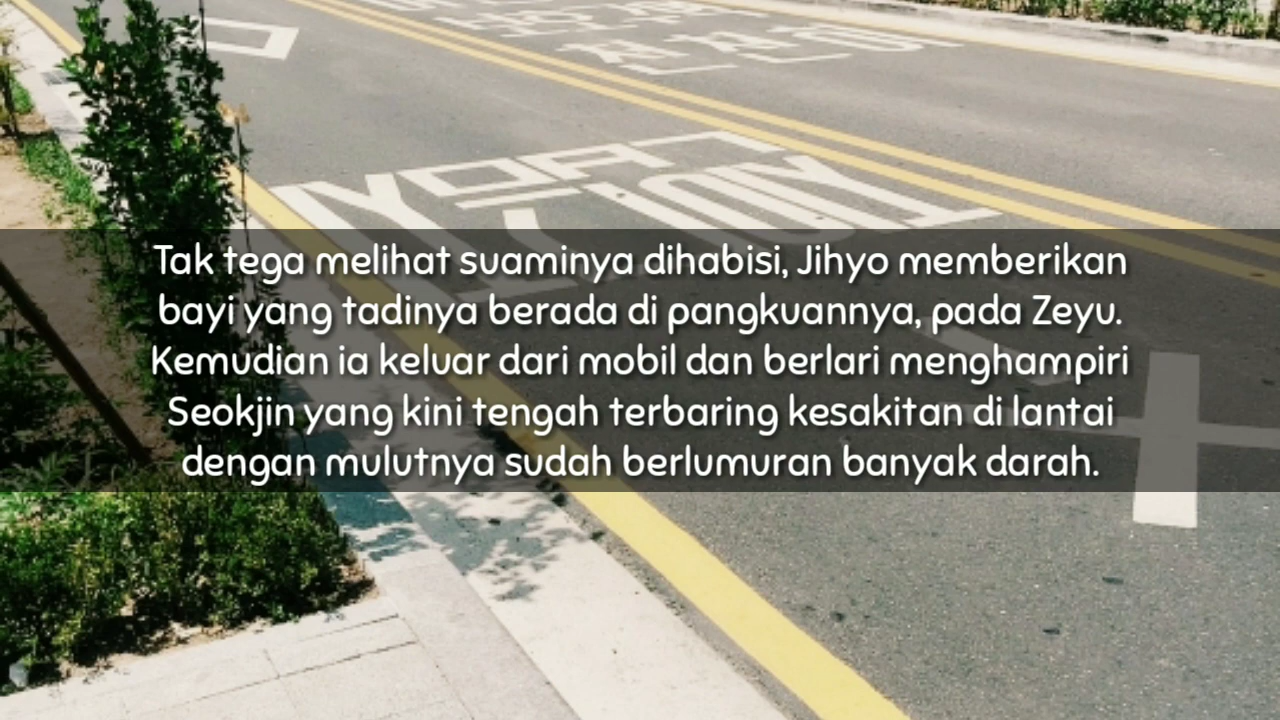 Tak tega melihat suaminya dihabisi, Jihyo memberikan
bayi yang tadinya berada di pangkuannya, pada Zeyu.
Kemudian ia keluar dari mobil dan berlari menghampiri
Seokjin yang kini tengah terbaring kesakitan di lantai
dengan mulutnya sudah berlumuran banyak darah.